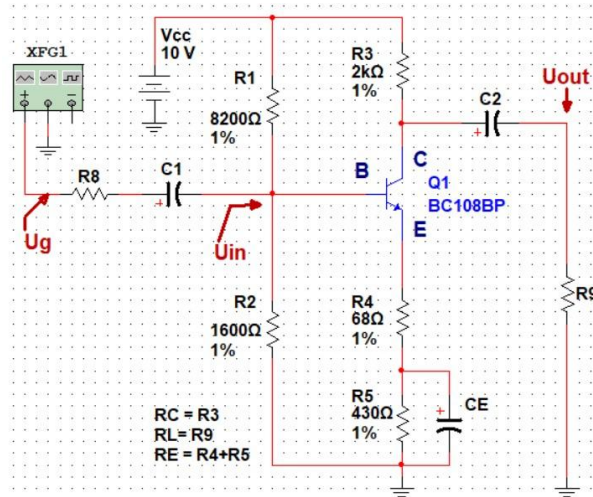 XFG1
Vcc
10 V
R1
8200Ω
1%
R3
2kΩ
1%
C2
+
Uout
R8
C1
+
Ug
Uin
B
C
Q1
BC108BP
E
R2
1600Ω
1%
R4
68Ω
1%
R9
R5
430Ω
1%
CE
+
RC = R3
RL= R9
RE = R4+R5